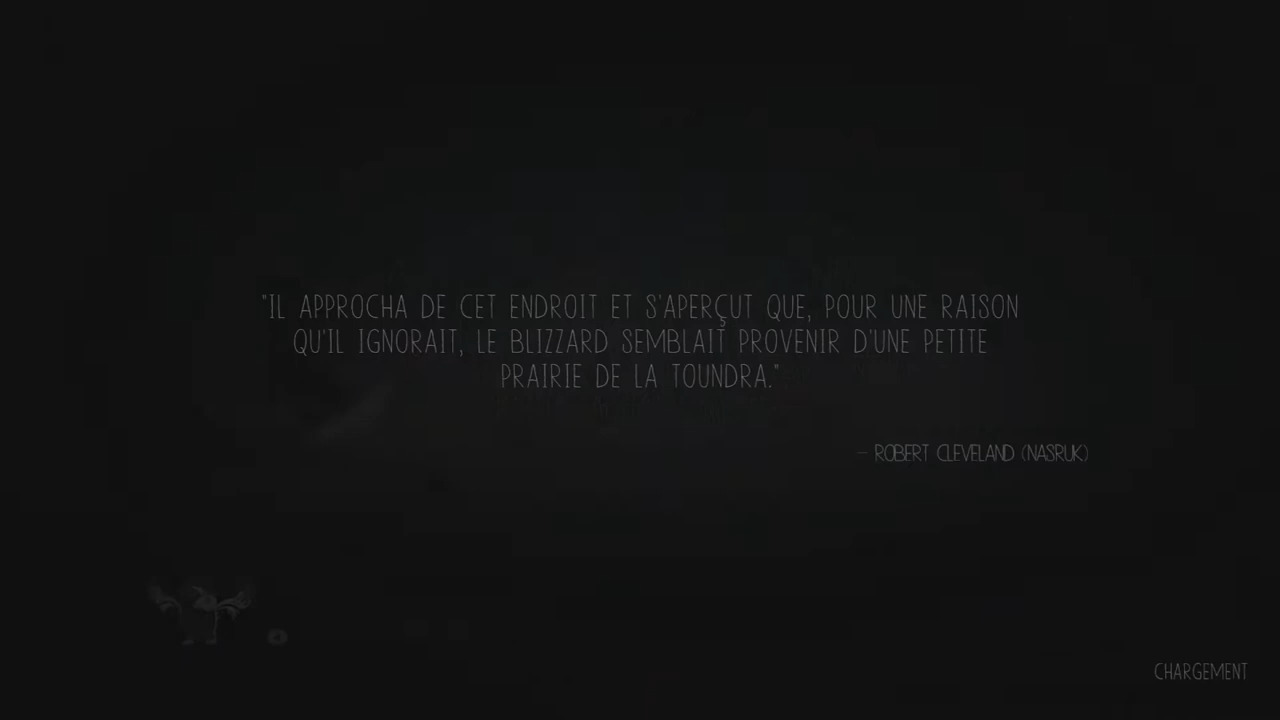 "IL APPROCHA DE CET ENDROIT ET S'APERÇUT QUE, POUR UNE RAISON
QU'IL IGNORAIT, LE BLIZZARD SEMBLAIT PROVENIR D'UNE PETITE
PRAIRIE DE LA TOUNDRA."
– ROBERT CLEVELAND (NASRUK)
CHARGEMENT